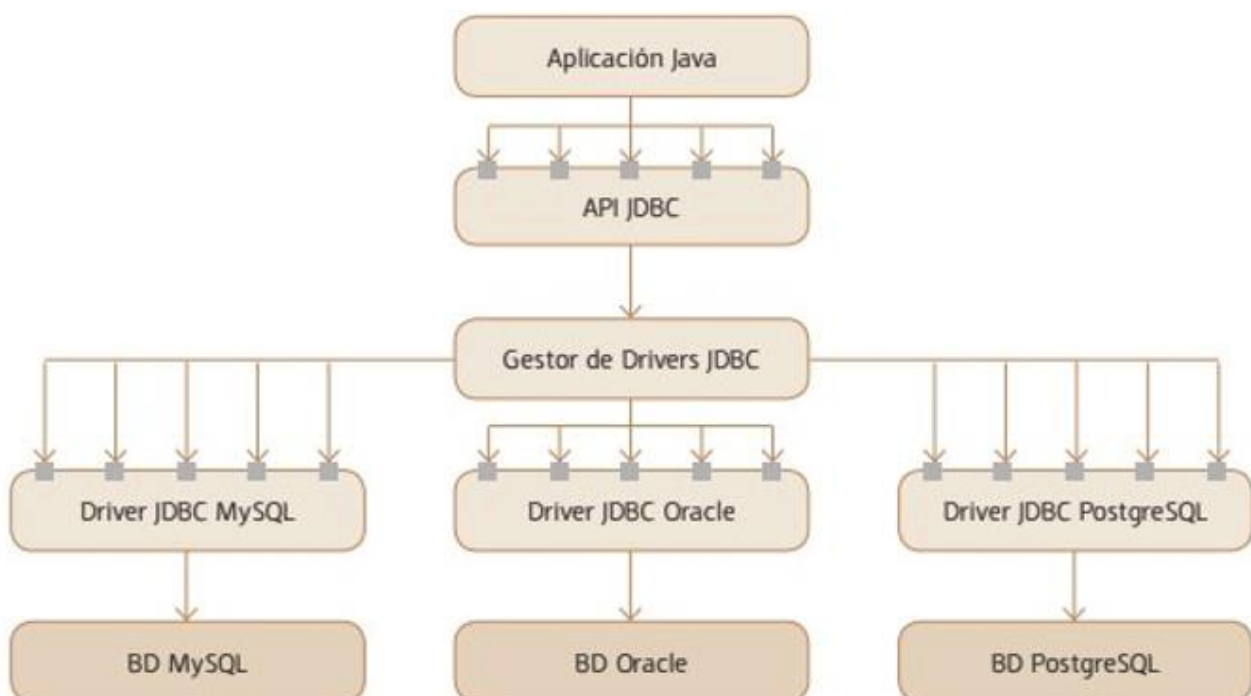 Aplicación Java
API JDBC
Gestor de Drivers JDBC
Driver JDBC MySQL
Driver JDBC Oracle
Driver JDBC PostgreSQL
BD MySQL
BD Oracle
BD PostgreSQL